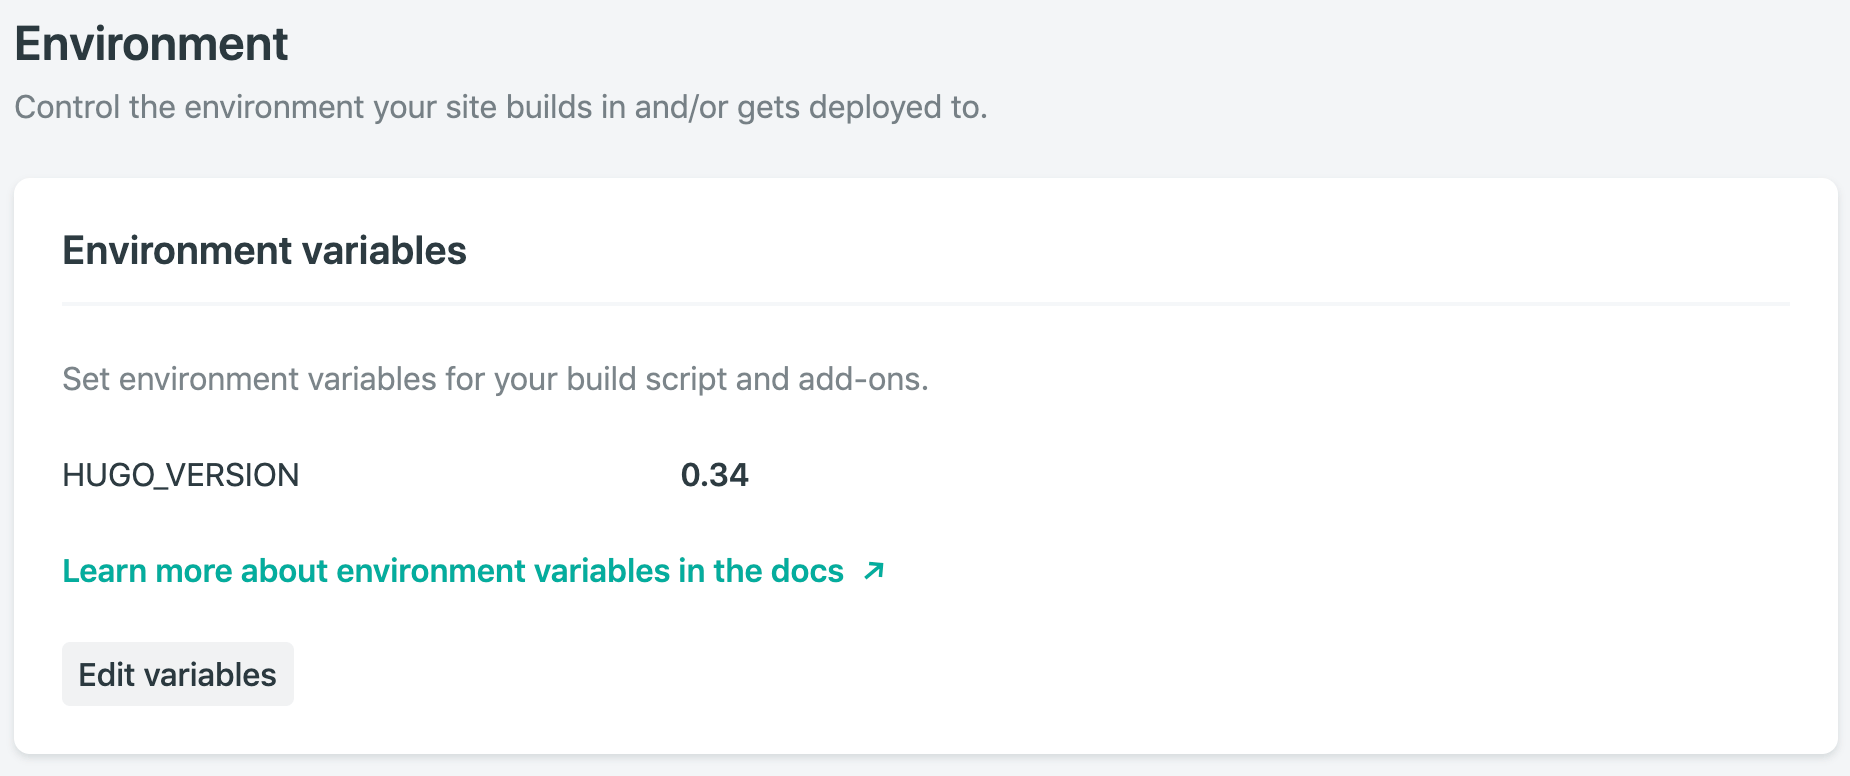 Environment
Control the environment your site builds in and/or gets deployed to.
Environment variables
Set environment variables for your build script and add-ons.
HUGO_VERSION 0.34
Learn more about environment variables in the docs ↗
Edit variables